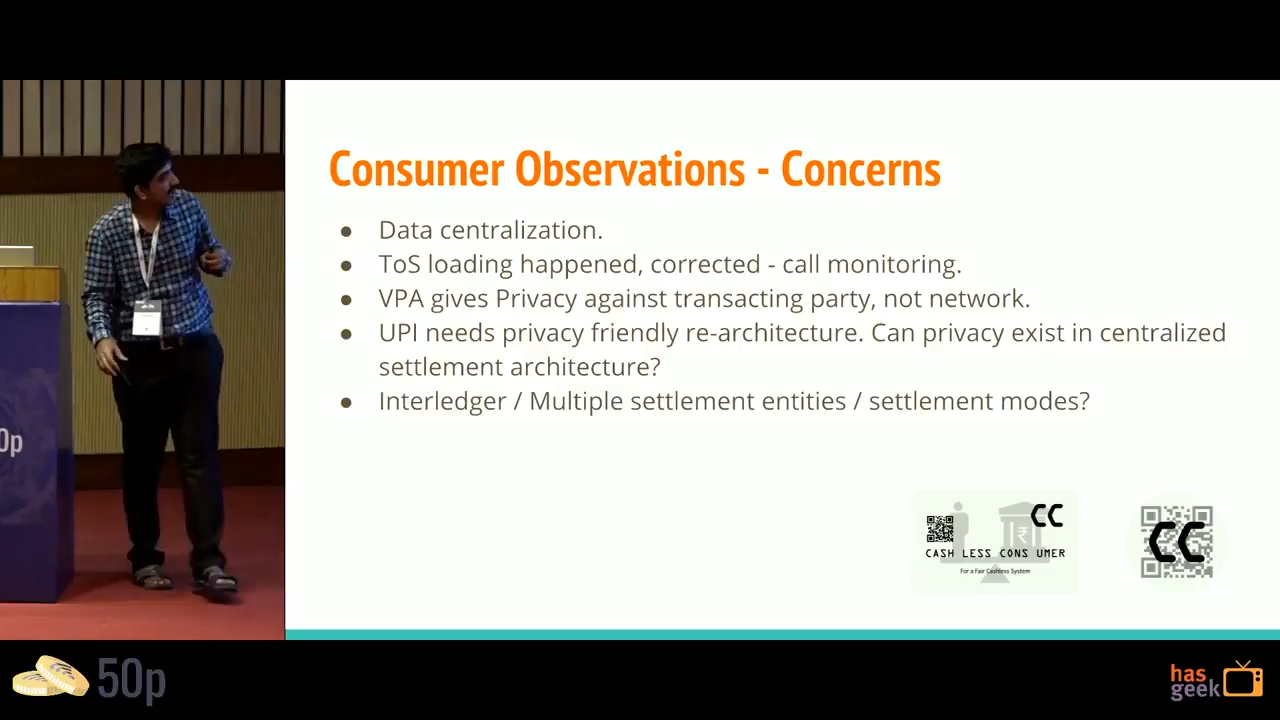 Consumer Observations - Concerns
● Data centralization.
● ToS loading happened, corrected - call monitoring.
● VPA gives Privacy against transacting party, not network.
● UPI needs privacy friendly re-architecture. Can privacy exist in centralized
settlement architecture?
● Interledger / Multiple settlement entities / settlement modes?
CC
CASH LESS CONS UMER
For a Fair Cashless System
CC
0p
50p
has
geek